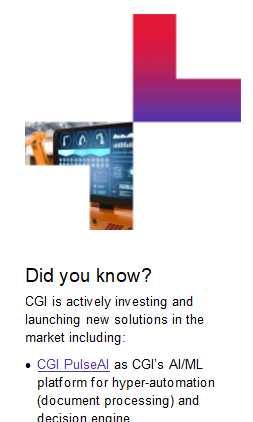 Did you know?
CGI is actively investing and
launching new solutions in the
market including:
• CGI PulseAI as CGI's AI/ML
platform for hyper-automation
(document processing) and
decision engine